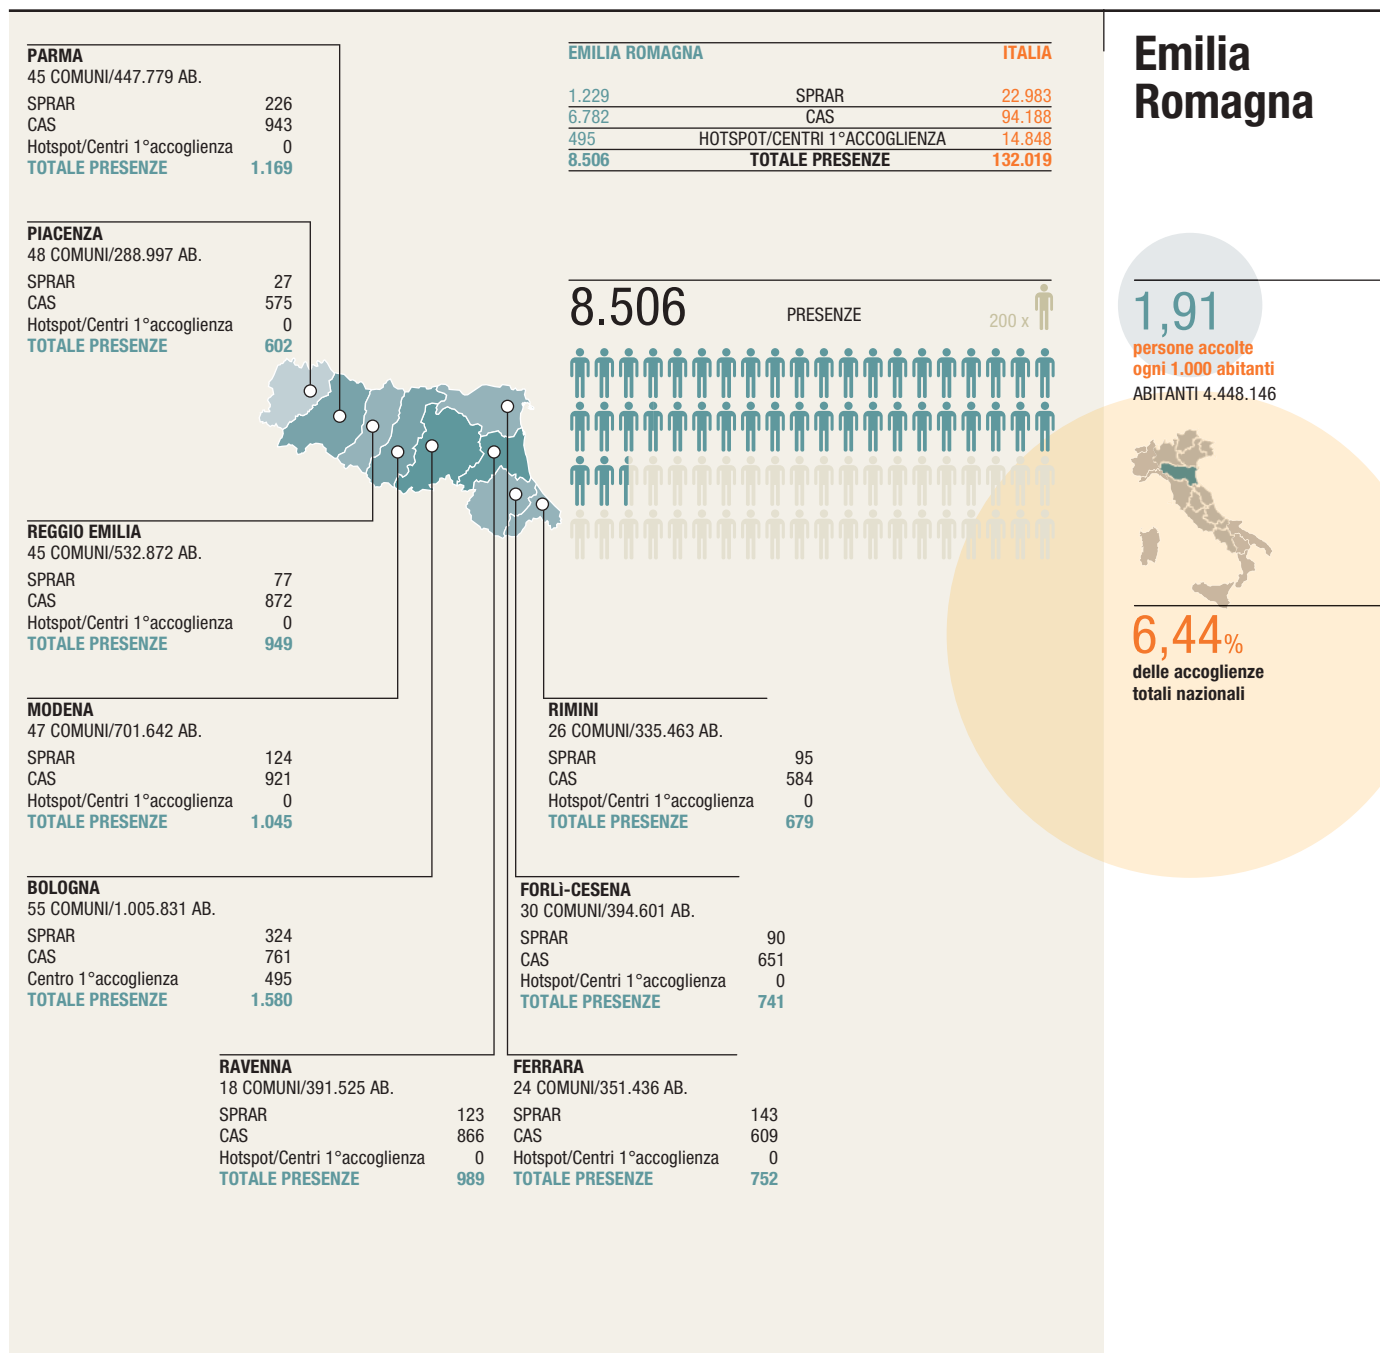 Emilia
Romagna
PARMA
45 COMUNI/447.779 AB.
SPRAR 226
CAS 943
Hotspot/Centri 1°accoglienza 0
TOTALE PRESENZE 1.169
EMILIA ROMAGNA ITALIA
1.229 SPRAR 22.983
6.782 CAS 94.188
495 HOTSPOT/CENTRI 1°ACCOGLIENZA 14.848
8.506 TOTALE PRESENZE 132.019
PIACENZA
48 COMUNI/288.997 AB.
SPRAR 27
CAS 575
Hotspot/Centri 1°accoglienza 0
TOTALE PRESENZE 602
8.506 PRESENZE 200 x
1,91
persone accolte
ogni 1.000 abitanti
ABITANTI 4.448.146
6,44%
delle accoglienze
totali nazionali
REGGIO EMILIA
45 COMUNI/532.872 AB.
SPRAR 77
CAS 872
Hotspot/Centri 1°accoglienza 0
TOTALE PRESENZE 949
MODENA
47 COMUNI/701.642 AB.
SPRAR 124
CAS 921
Hotspot/Centri 1°accoglienza 0
TOTALE PRESENZE 1.045
RIMINI
26 COMUNI/335.463 AB.
SPRAR 95
CAS 584
Hotspot/Centri 1°accoglienza 0
TOTALE PRESENZE 679
BOLOGNA
55 COMUNI/1.005.831 AB.
SPRAR 324
CAS 761
Centro 1°accoglienza 495
TOTALE PRESENZE 1.580
FORLì-CESENA
30 COMUNI/394.601 AB.
SPRAR 90
CAS 651
Hotspot/Centri 1°accoglienza 0
TOTALE PRESENZE 741
RAVENNA
18 COMUNI/391.525 AB.
SPRAR 123
CAS 866
Hotspot/Centri 1°accoglienza 0
TOTALE PRESENZE 989
FERRARA
24 COMUNI/351.436 AB.
SPRAR 143
CAS 609
Hotspot/Centri 1°accoglienza 0
TOTALE PRESENZE 752